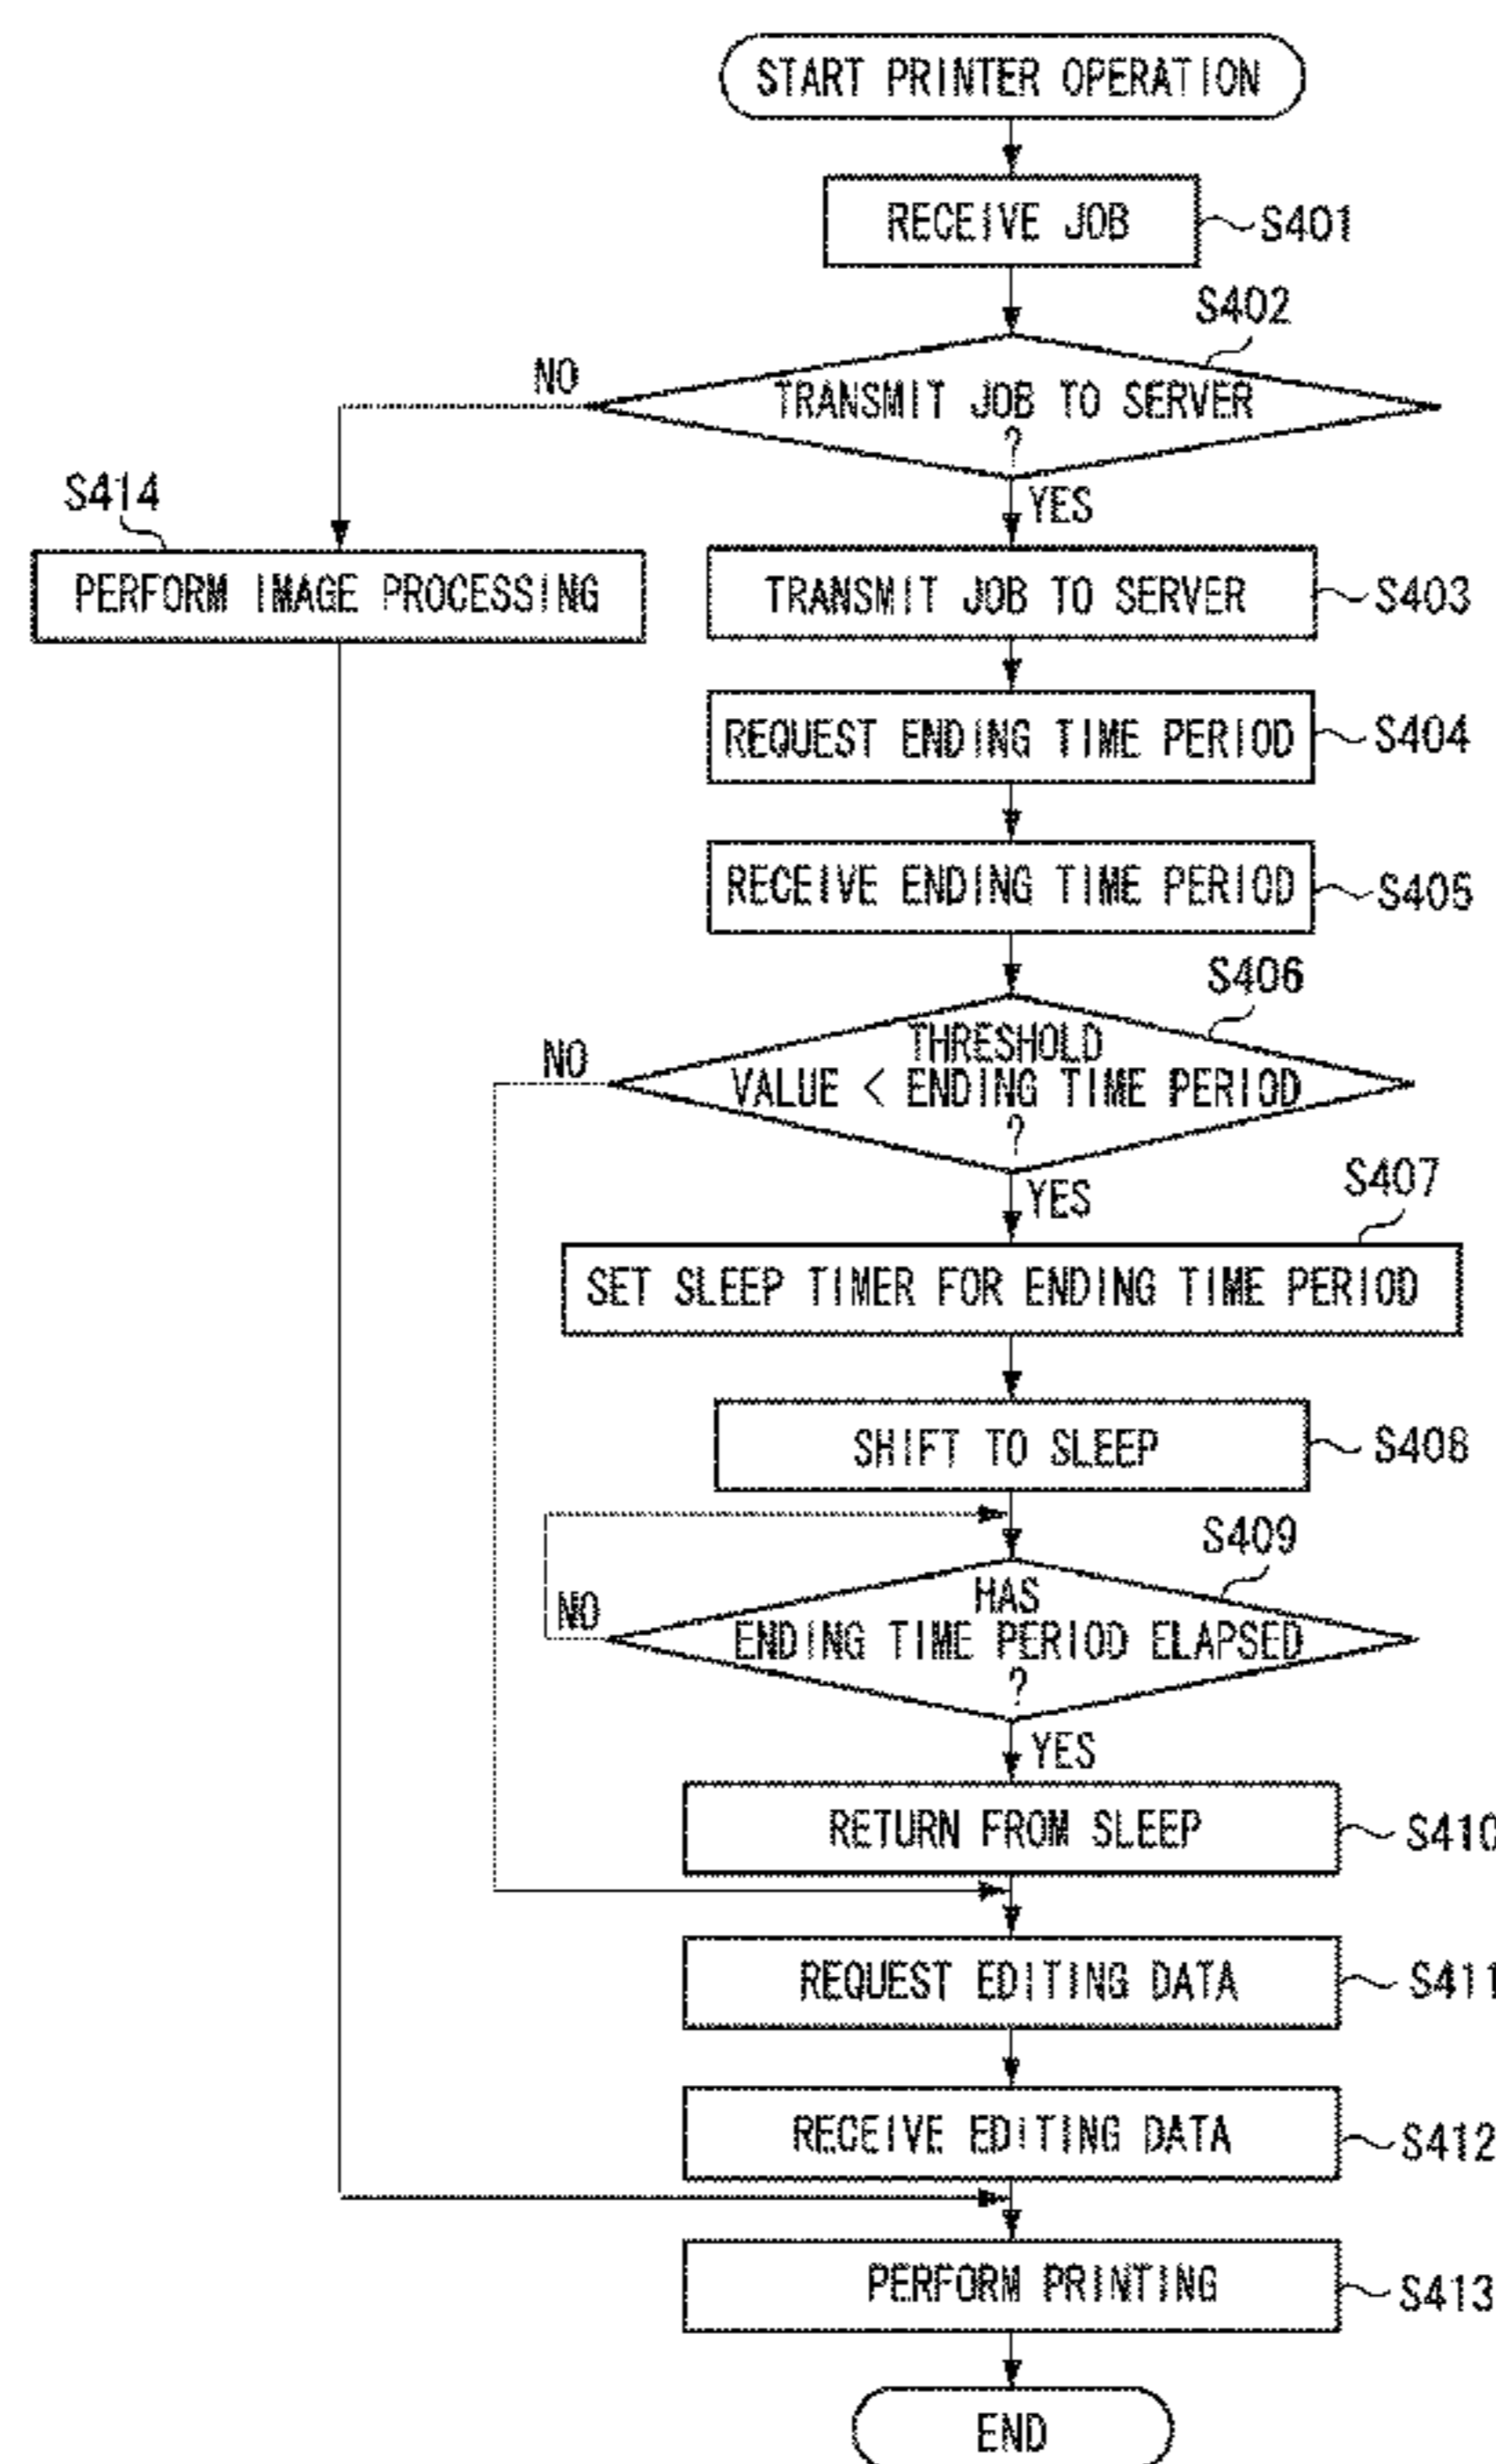 START PRINTER OPERATION
RECEIVE JOB
S401
S402
NO
TRANSMIT JOB TO SERVER
?
S414
YES
PERFORM IMAGE PROCESSING
TRANSMIT JOB TO SERVER
S403
REQUEST ENDING TIME PERIOD
S404
RECEIVE ENDING TIME PERIOD
S405
S406
THRESHOLD
NO
VALUE < ENDING TIME PERIOD
?
S407
YES
SET SLEEP TIMER FOR ENDING TIME PERIOD
SHIFT TO SLEEP
S408
S409
HAS
NO
ENDING TIME PERIOD ELAPSED
?
YES
RETURN FROM SLEEP
S410
REQUEST EDITING DATA
S411
RECEIVE EDITING DATA
S412
PERFORM PRINTING
S413
END